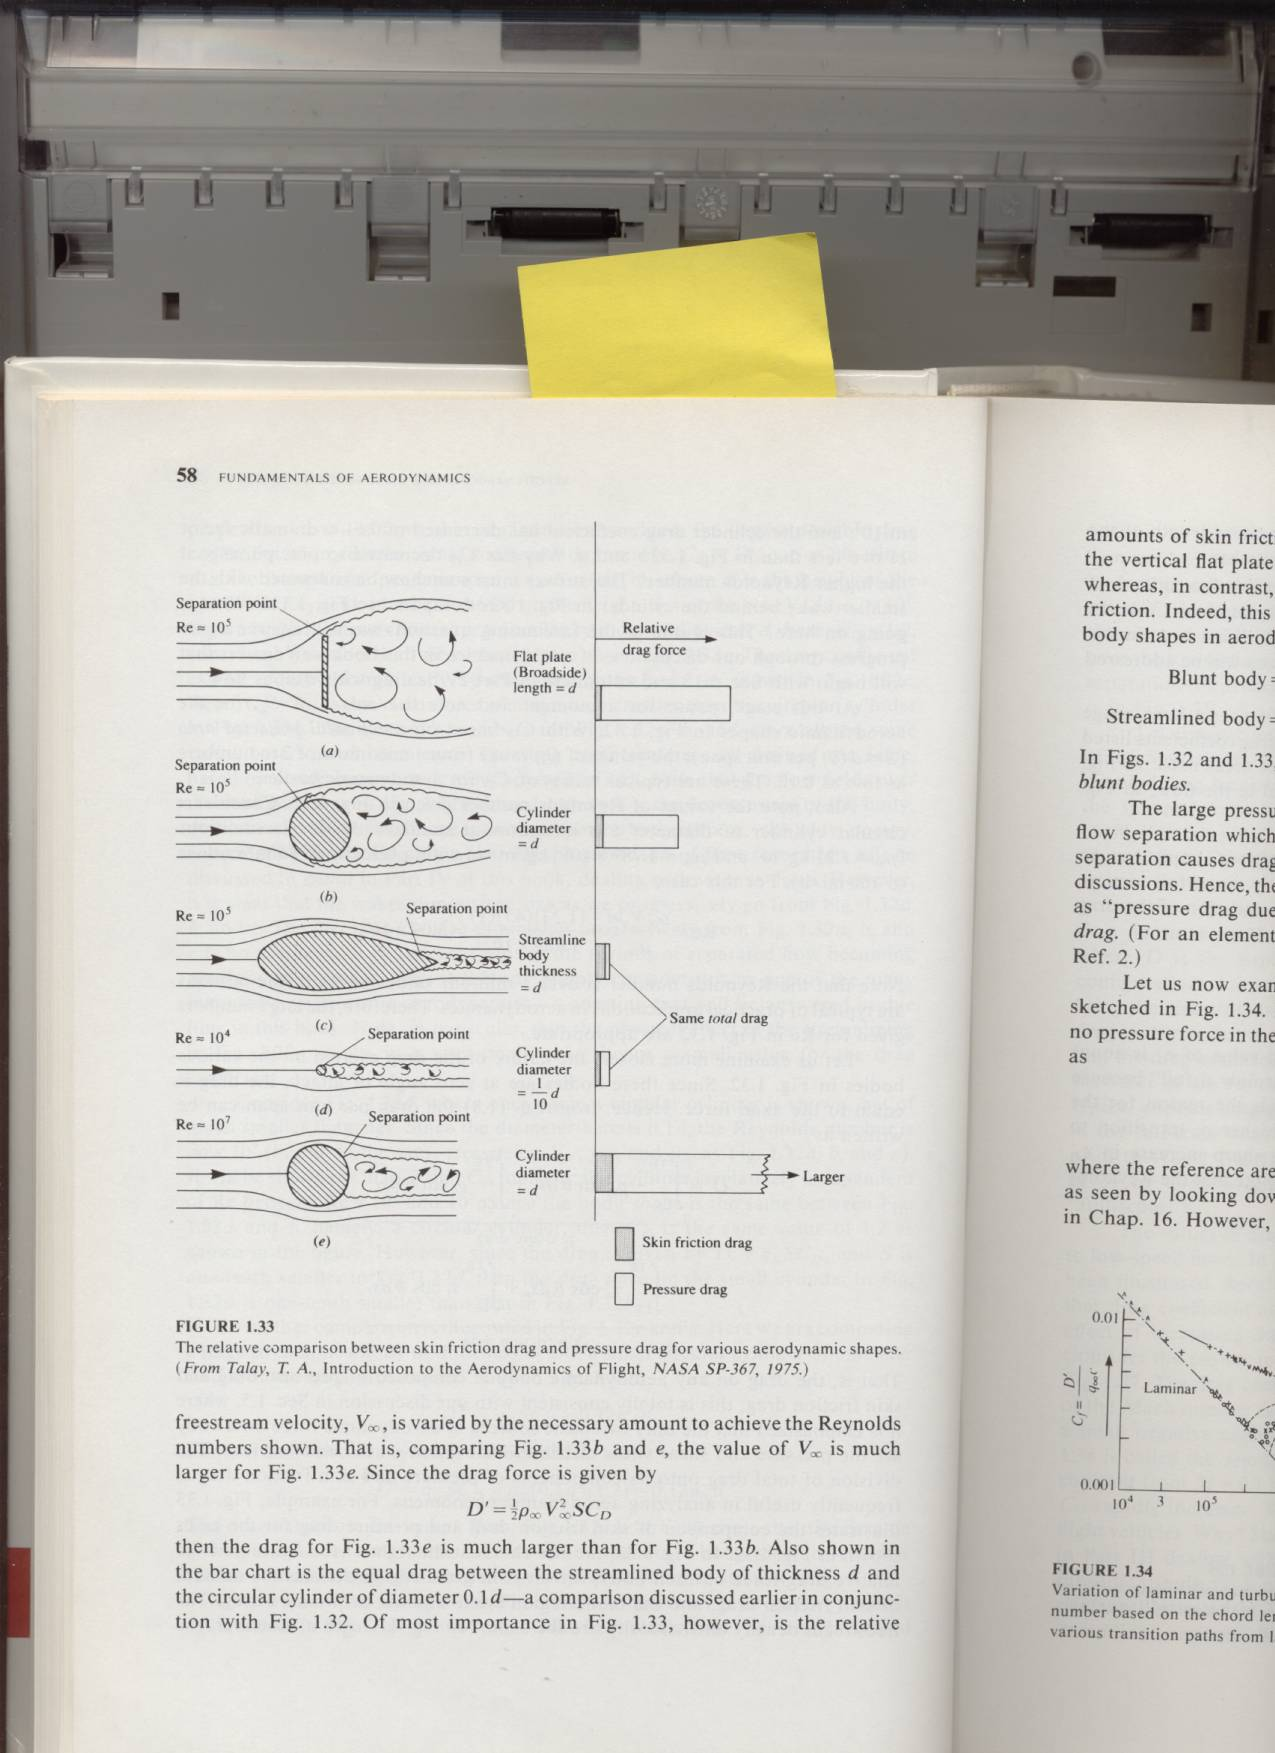 58 FUNDAMENTALS OF AERODYNAMICS
Separation point
Re ≈ 10⁵
Flat plate
(Broadside)
length = d
Relative
drag force
(a)
Separation point
Re ≈ 10⁵
Cylinder
diameter
= d
(b)
Re ≈ 10⁵
Separation point
Streamline
body
thickness
= d
(c)
Same total drag
Re ≈ 10⁴
Separation point
Cylinder
diameter
= 1/10 d
(d)
Re ≈ 10⁷
Separation point
Cylinder
diameter
= d
Larger
(e)
Skin friction drag
Pressure drag
FIGURE 1.33
The relative comparison between skin friction drag and pressure drag for various aerodynamic shapes.
(From Talay, T. A., Introduction to the Aerodynamics of Flight, NASA SP-367, 1975.)
freestream velocity, V∞, is varied by the necessary amount to achieve the Reynolds
numbers shown. That is, comparing Fig. 1.33b and e, the value of V∞ is much
larger for Fig. 1.33e. Since the drag force is given by
D′ = ½ρ∞V∞²SC_D
then the drag for Fig. 1.33e is much larger than for Fig. 1.33b. Also shown in
the bar chart is the equal drag between the streamlined body of thickness d and
the circular cylinder of diameter 0.1d—a comparison discussed earlier in conjunc-
tion with Fig. 1.32. Of most importance in Fig. 1.33, however, is the relative
amounts of skin frict
the vertical flat plate
whereas, in contrast,
friction. Indeed, this
body shapes in aerod
Blunt body =
Streamlined body =
In Figs. 1.32 and 1.33
blunt bodies.
The large pressu
flow separation which
separation causes drag
discussions. Hence, the
as “pressure drag due
drag. (For an element
Ref. 2.)
Let us now exan
sketched in Fig. 1.34.
no pressure force in the
as
where the reference are
as seen by looking dow
in Chap. 16. However,
0.01
Laminar
C_f = D′/q∞c
0.001
10⁴ 3 10⁵
FIGURE 1.34
Variation of laminar and turbu
number based on the chord le
various transition paths from l